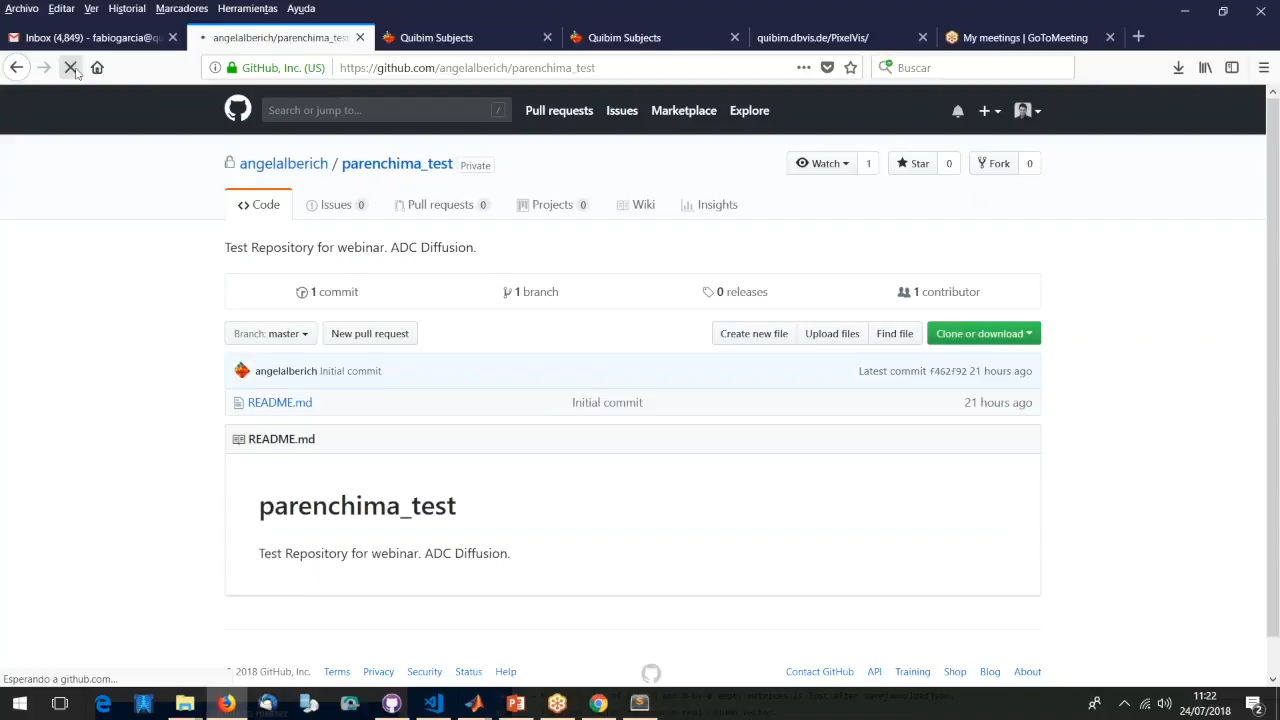 Archivo Editar Ver Historial Marcadores Herramientas Ayuda
Inbox (4,849) - fabiogarcia@qu
angelalberich/parenchima_test
Quibim Subjects
Quibim Subjects
quibim.dbvis.de/PixelVis/
My meetings | GoToMeeting
GitHub, Inc. (US) https://github.com/angelalberich/parenchima_test
Buscar
Search or jump to... /
Pull requests Issues Marketplace Explore
angelalberich / parenchima_test Private
Watch 1 Star 0 Fork 0
Code Issues 0 Pull requests 0 Projects 0 Wiki Insights
Test Repository for webinar. ADC Diffusion.
1 commit 1 branch 0 releases 1 contributor
Branch: master New pull request Create new file Upload files Find file Clone or download
angelalberich Initial commit Latest commit f462f92 21 hours ago
README.md Initial commit 21 hours ago
README.md
parenchima_test
Test Repository for webinar. ADC Diffusion.
© 2018 GitHub, Inc. Terms Privacy Security Status Help Contact GitHub API Training Shop Blog About
Esperando a github.com...
11:22
24/07/2018
2